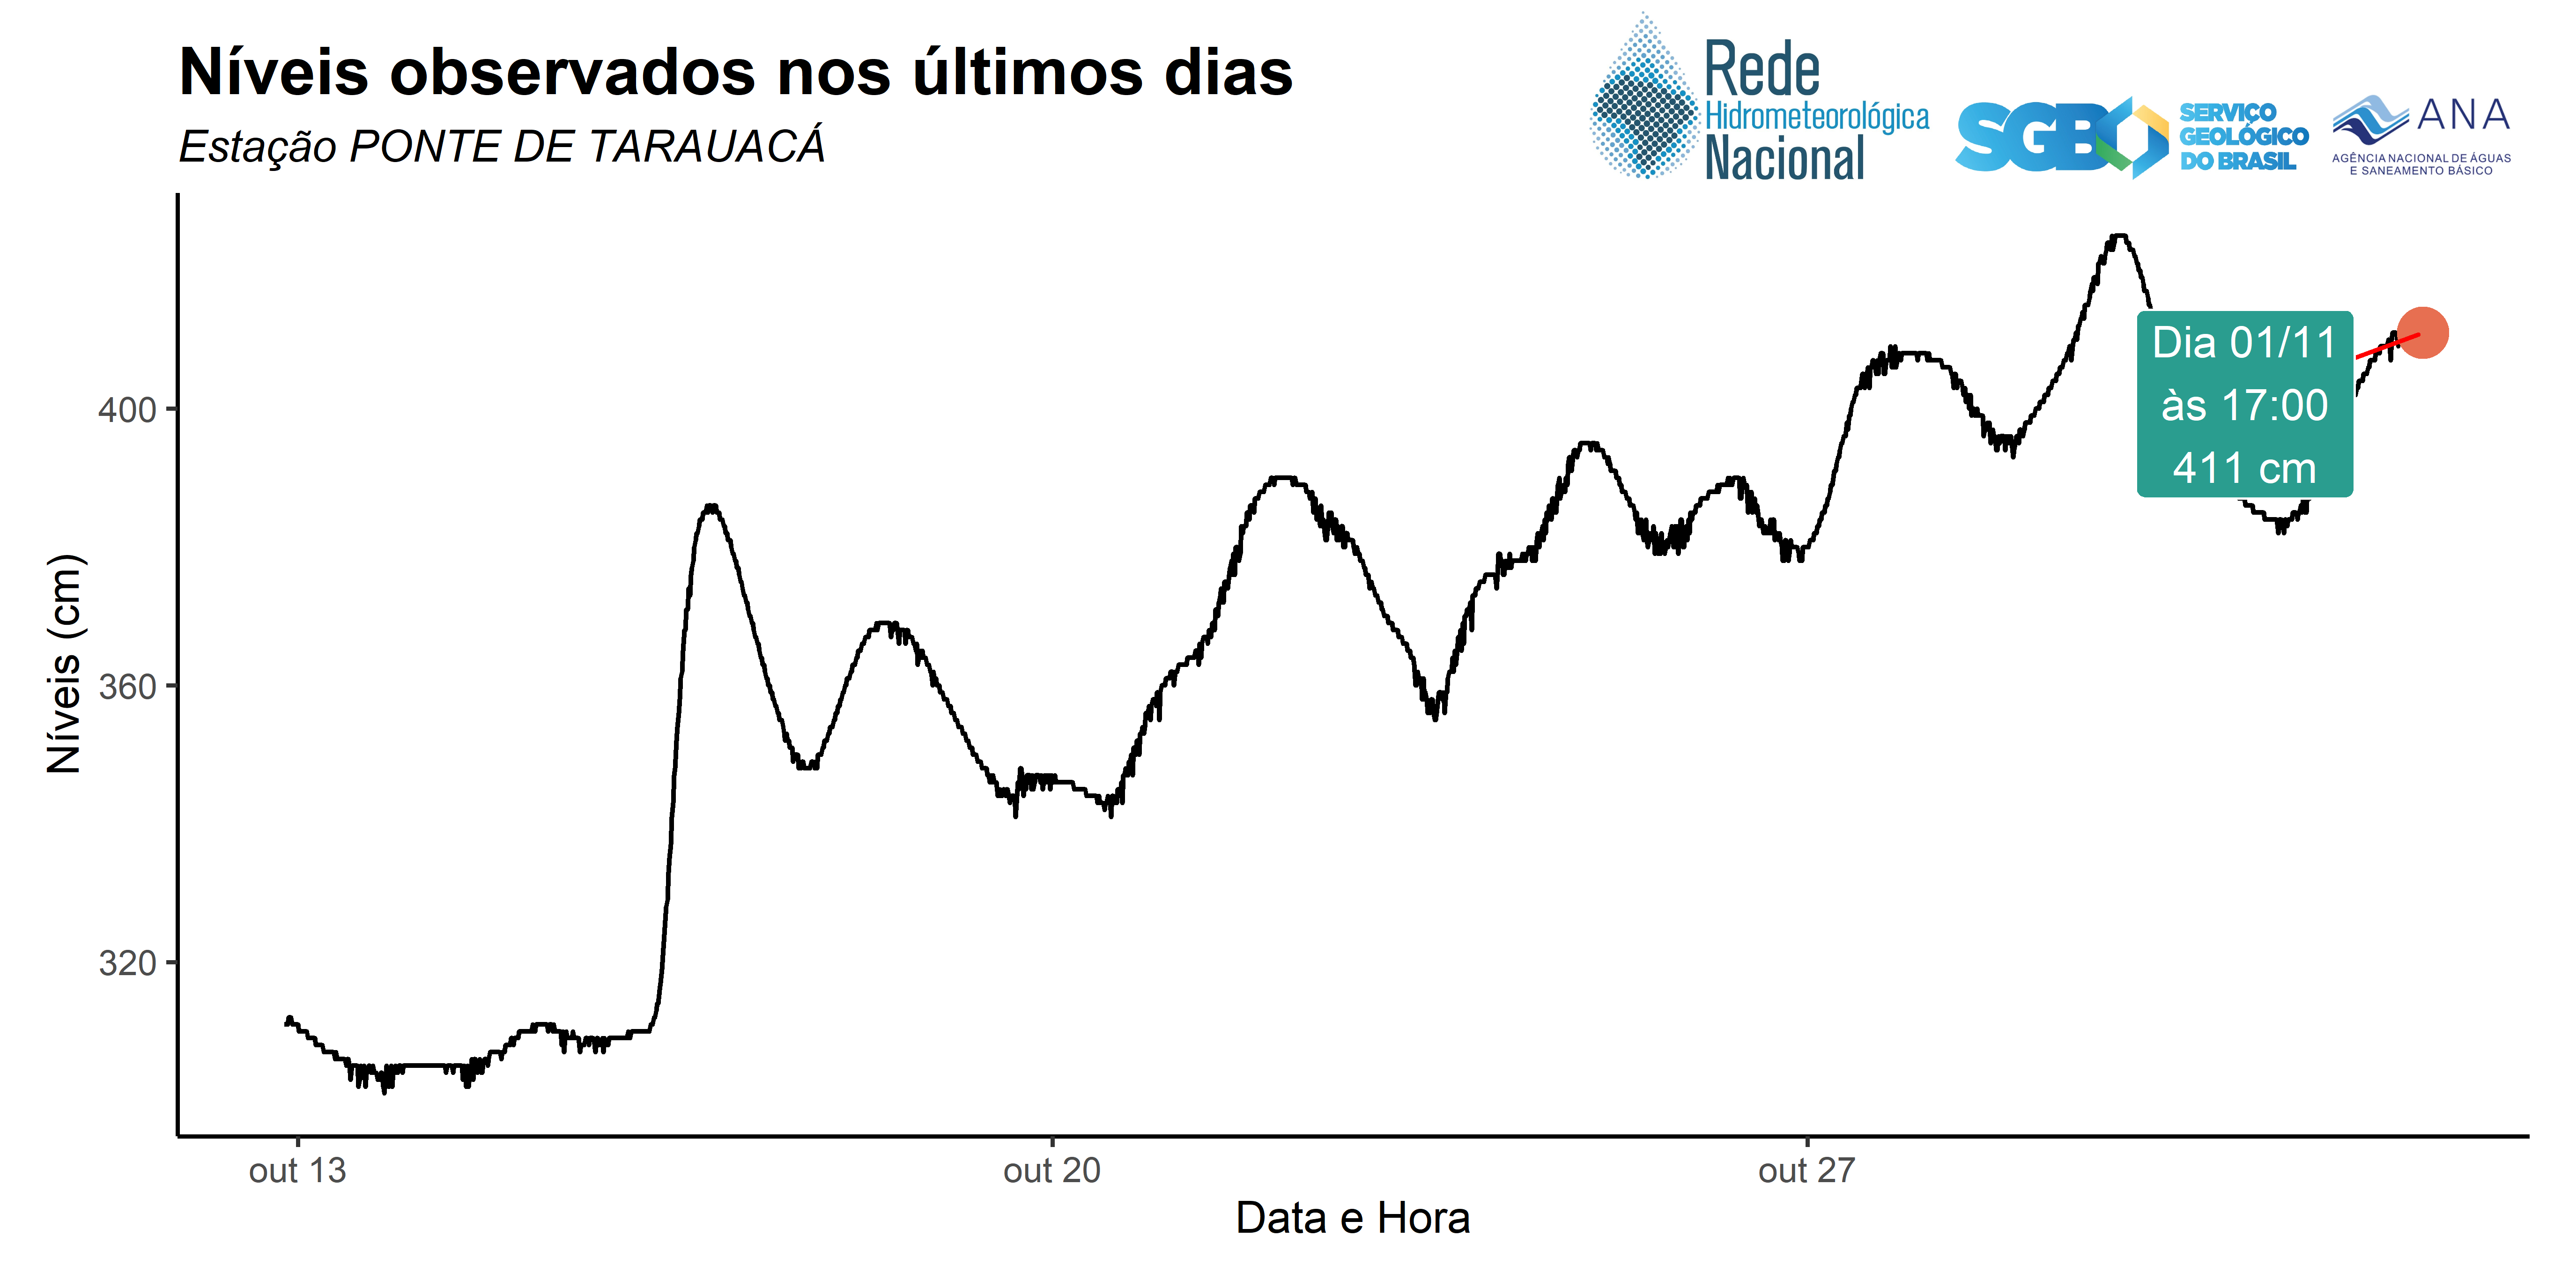 Níveis observados nos últimos dias
Estação PONTE DE TARAUACÁ
Rede
Hidrometeorológica
Nacional
SGB
SERVIÇO
GEOLÓGICO
DO BRASIL
ANA
AGÊNCIA NACIONAL DE ÁGUAS
E SANEAMENTO BÁSICO
Níveis (cm)
400
360
320
Dia 01/11
às 17:00
411 cm
out 13
out 20
out 27
Data e Hora